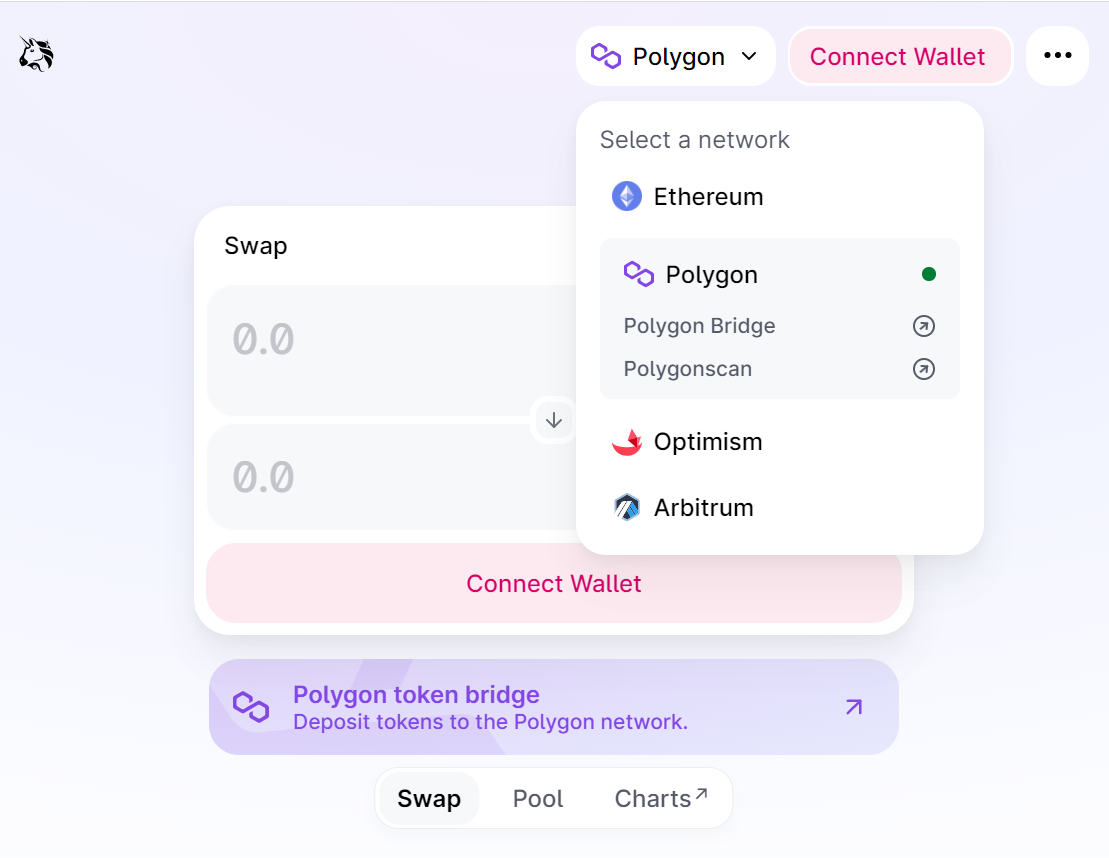 Polygon
Connect Wallet
Select a network
Ethereum
Polygon
Polygon Bridge
Polygonscan
Optimism
Arbitrum
Swap
0.0
0.0
Connect Wallet
Polygon token bridge
Deposit tokens to the Polygon network.
Swap Pool Charts